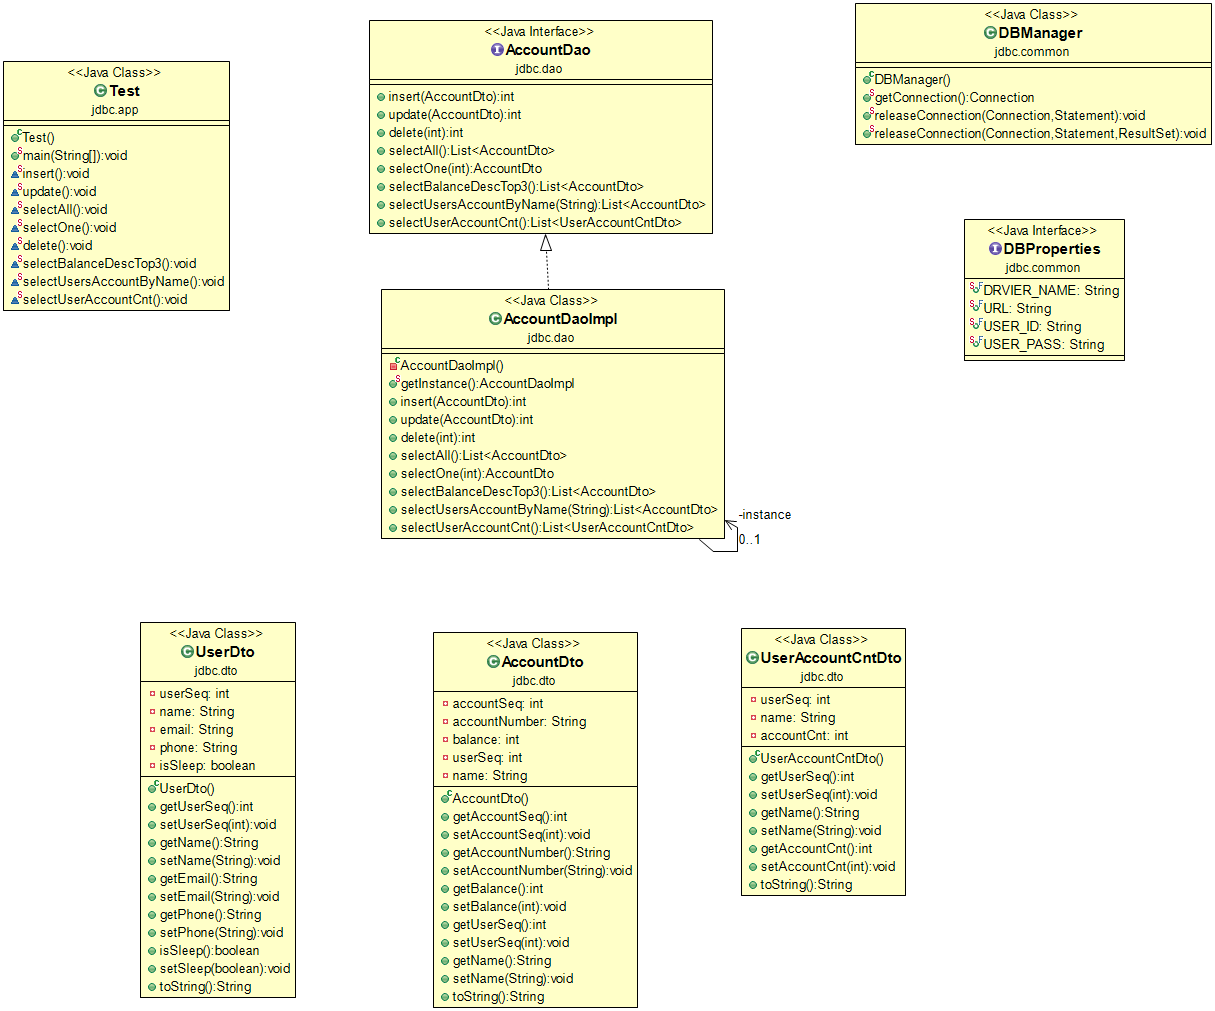 <<Java Class>>
Test
jdbc.app
Test()
main(String[]):void
insert():void
update():void
selectAll():void
selectOne():void
delete():void
selectBalanceDescTop3():void
selectUsersAccountByName():void
selectUserAccountCnt():void
<<Java Interface>>
AccountDao
jdbc.dao
insert(AccountDto):int
update(AccountDto):int
delete(int):int
selectAll():List<AccountDto>
selectOne(int):AccountDto
selectBalanceDescTop3():List<AccountDto>
selectUsersAccountByName(String):List<AccountDto>
selectUserAccountCnt():List<UserAccountCntDto>
<<Java Class>>
DBManager
jdbc.common
DBManager()
getConnection():Connection
releaseConnection(Connection,Statement):void
releaseConnection(Connection,Statement,ResultSet):void
<<Java Interface>>
DBProperties
jdbc.common
DRVIER_NAME: String
URL: String
USER_ID: String
USER_PASS: String
<<Java Class>>
AccountDaoImpl
jdbc.dao
AccountDaoImpl()
getInstance():AccountDaoImpl
insert(AccountDto):int
update(AccountDto):int
delete(int):int
selectAll():List<AccountDto>
selectOne(int):AccountDto
selectBalanceDescTop3():List<AccountDto>
selectUsersAccountByName(String):List<AccountDto>
selectUserAccountCnt():List<UserAccountCntDto>
-instance
0..1
<<Java Class>>
UserDto
jdbc.dto
userSeq: int
name: String
email: String
phone: String
isSleep: boolean
UserDto()
getUserSeq():int
setUserSeq(int):void
getName():String
setName(String):void
getEmail():String
setEmail(String):void
getPhone():String
setPhone(String):void
isSleep():boolean
setSleep(boolean):void
toString():String
<<Java Class>>
AccountDto
jdbc.dto
accountSeq: int
accountNumber: String
balance: int
userSeq: int
name: String
AccountDto()
getAccountSeq():int
setAccountSeq(int):void
getAccountNumber():String
setAccountNumber(String):void
getBalance():int
setBalance(int):void
getUserSeq():int
setUserSeq(int):void
getName():String
setName(String):void
toString():String
<<Java Class>>
UserAccountCntDto
jdbc.dto
userSeq: int
name: String
accountCnt: int
UserAccountCntDto()
getUserSeq():int
setUserSeq(int):void
getName():String
setName(String):void
getAccountCnt():int
setAccountCnt(int):void
toString():String